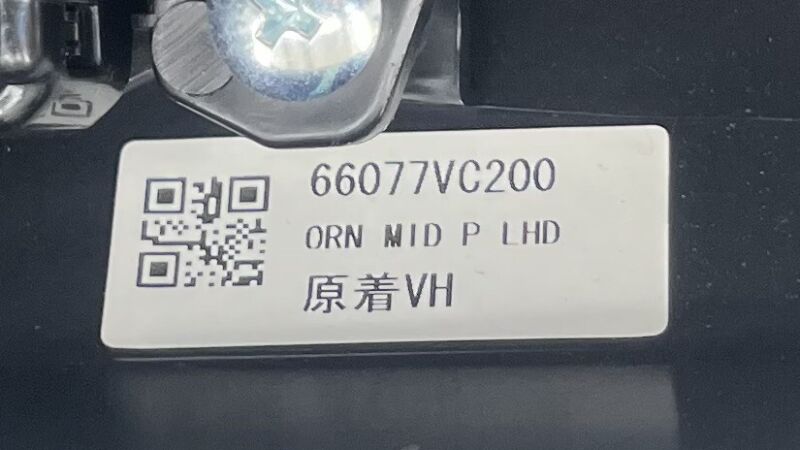 66077VC200
ORN MID P LHD
原着VH